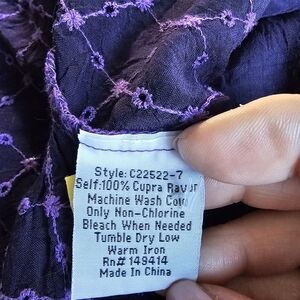 Style: C22522-7
Self:100% Cupra Rayor
Machine Wash Cold
Only Non-Chlorine
Bleach When Needed
Tumble Dry Low
Warm Iron
Rn# 149414
Made In China